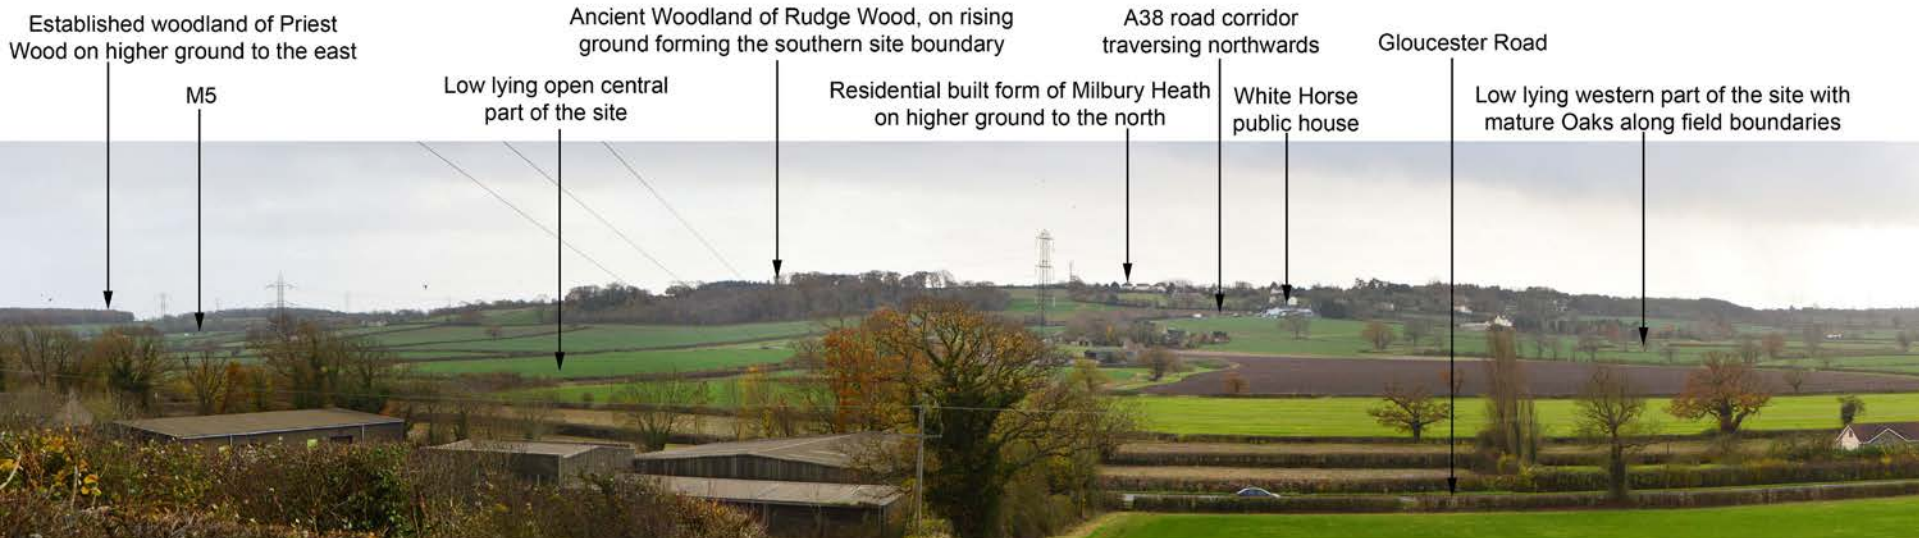 Established woodland of Priest
Wood on higher ground to the east
M5
Low lying open central
part of the site
Ancient Woodland of Rudge Wood, on rising
ground forming the southern site boundary
Residential built form of Milbury Heath
on higher ground to the north
A38 road corridor
traversing northwards
White Horse
public house
Gloucester Road
Low lying western part of the site with
mature Oaks along field boundaries